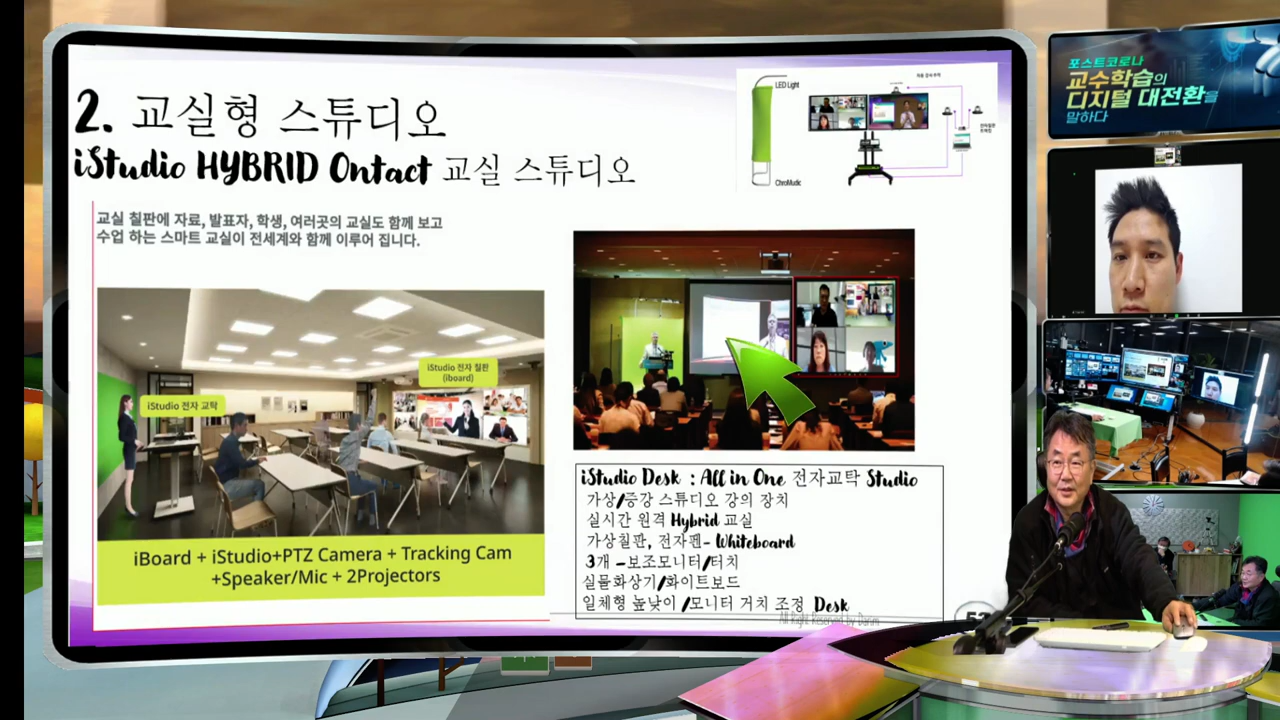 2. 교실형 스튜디오
iStudio HYBRID Ontact 교실 스튜디오
교실 칠판에 자료, 발표자, 학생, 여러곳의 교실도 함께 보고
수업 하는 스마트 교실이 전세계와 함께 이루어 집니다.
iStudio 전자 칠판
(iboard)
iStudio 전자 교탁
iBoard + iStudio+PTZ Camera + Tracking Cam
+Speaker/Mic + 2Projectors
LED Light
ChroMudic
iStudio Desk : All in One 전자교탁 Studio
가상/증강 스튜디오 강의 장치
실시간 원격 Hybrid 교실
가상칠판, 전자펜- Whiteboard
3개 -보조모니터/터치
실물화상기/화이트보드
일체형 높낮이 /모니터 거치 조정 Desk
All Right Reserved by Darim
포스트코로나
교수학습의
디지털 대전환을
말하다